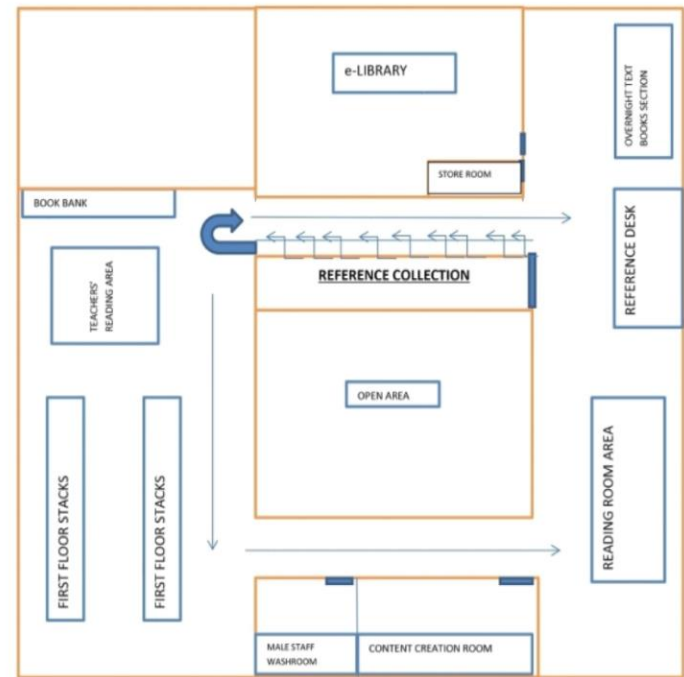 e-LIBRARY
OVERNIGHT TEXT
BOOKS SECTION
STORE ROOM
BOOK BANK
REFERENCE DESK
TEACHERS'
READING AREA
REFERENCE COLLECTION
OPEN AREA
FIRST FLOOR STACKS
FIRST FLOOR STACKS
READING ROOM AREA
MALE STAFF
WASHROOM
CONTENT CREATION ROOM